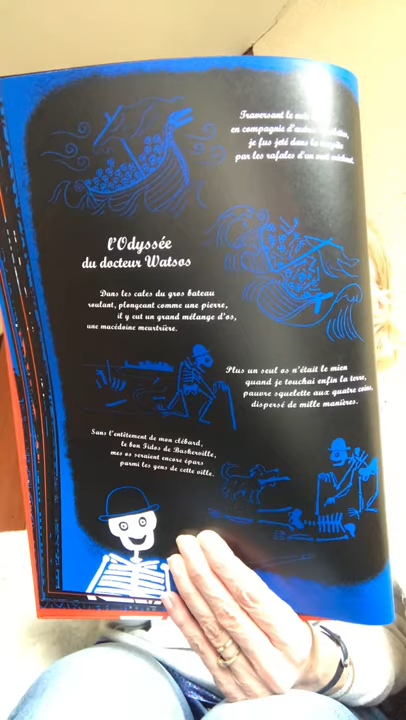 Traversant le
en compagnie d'autres
je fus jeté dans la tempête
par les rafales d'un vent
l'Odyssée
du docteur Watsos
Dans les cales du gros bateau
roulant, plongeant comme une pierre,
il y eut un grand mélange d'os,
une macédoine meurtrière.
Plus un seul os n'était le mien
quand je touchai enfin la terre,
pauvre squelette aux quatre coins,
dispersé de mille manières.
Sans l'entêtement de mon clébard,
le bon Fidos de Baskerville,
mes os seraient encore épars
parmi les gens de cette ville.